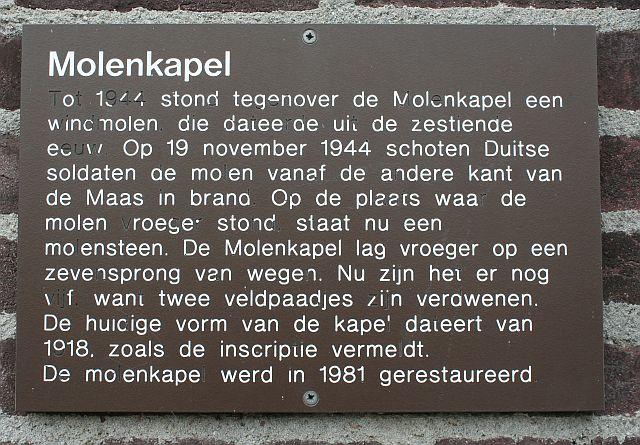 Molenkapel
Tot 1944 stond tegenover de Molenkapel een
windmolen, die dateerde uit de zestiende
eeuw. Op 19 november 1944 schoten Duitse
soldaten de molen vanaf de andere kant van
de Maas in brand. Op de plaats waar de
molen vroeger stond, staat nu een
molensteen. De Molenkapel lag vroeger op een
zevensprong van wegen. Nu zijn het er nog
vijf, want twee veldpaadjes zijn verdwenen.
De huidige vorm van de kapel dateert van
1918, zoals de inscriptie vermeldt.
De molenkapel werd in 1981 gerestaureerd